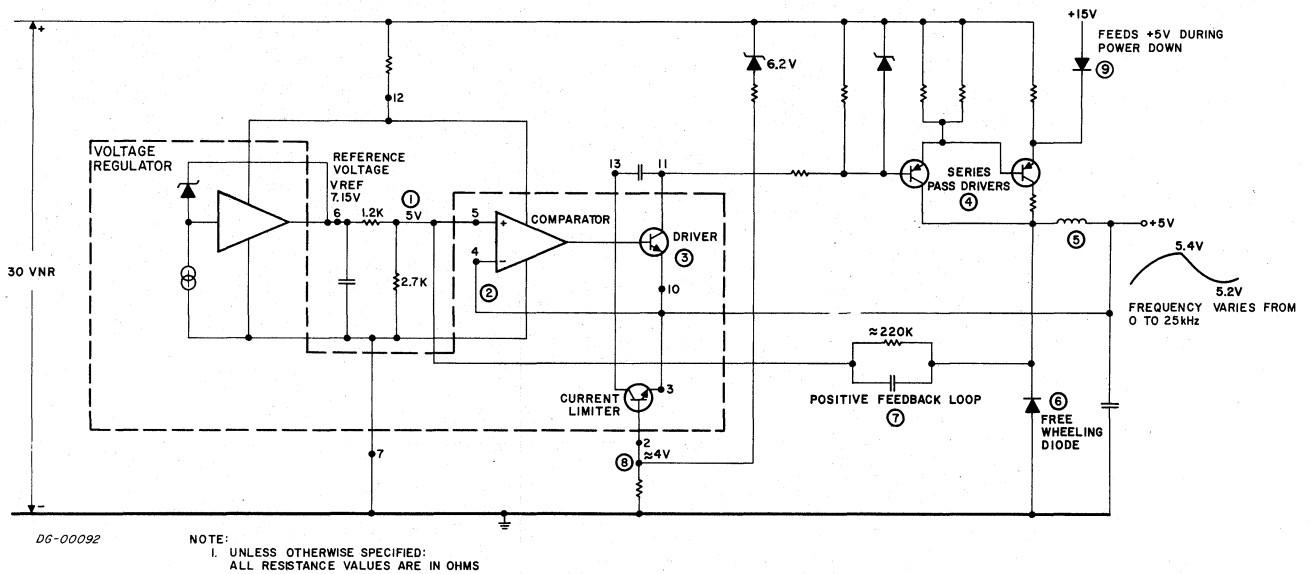 +
+15V
FEEDS +5V DURING
POWER DOWN
9
6.2V
12
VOLTAGE
REGULATOR
REFERENCE
VOLTAGE
VREF
7.15V
6
1.2K
1
5V
5
+
COMPARATOR
13
11
SERIES
PASS DRIVERS
4
DRIVER
3
4
−
2
10
5
+5V
5.4V
5.2V
FREQUENCY VARIES FROM
0 TO 25kHz
30 VNR
2.7K
≈220K
POSITIVE FEEDBACK LOOP
7
CURRENT
LIMITER
3
6
FREE
WHEELING
DIODE
2
8
≈4V
7
−
DG-00092
NOTE:
1. UNLESS OTHERWISE SPECIFIED:
ALL RESISTANCE VALUES ARE IN OHMS